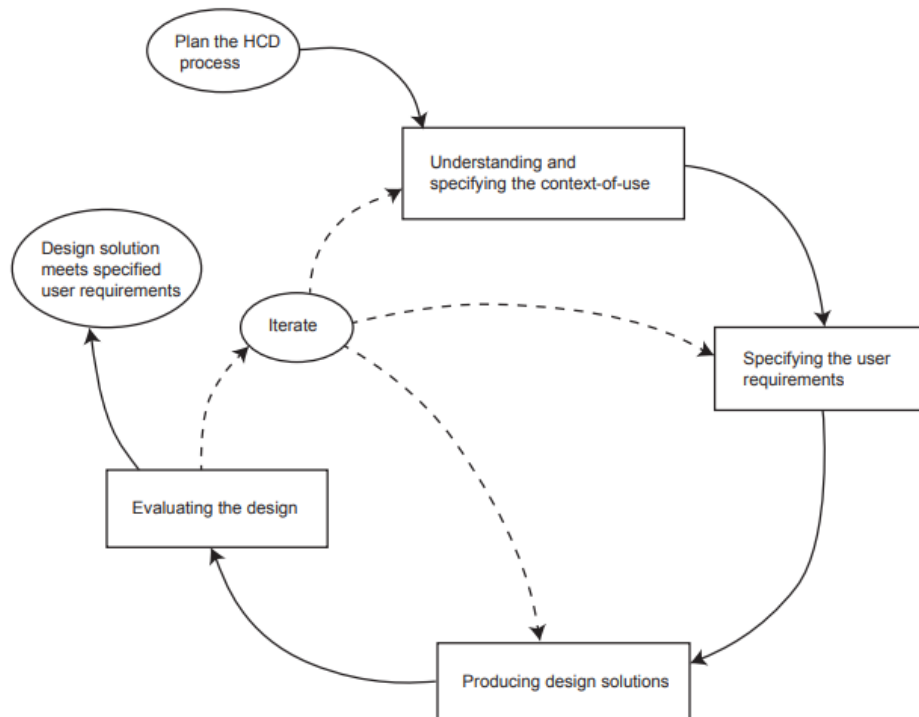 Plan the HCD
process
Understanding and
specifying the context-of-use
Design solution
meets specified
user requirements
Iterate
Specifying the user
requirements
Evaluating the design
Producing design solutions